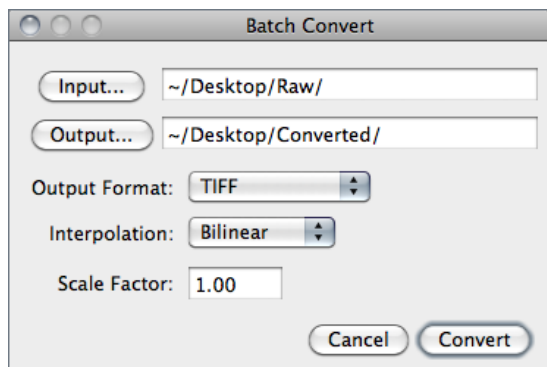 Batch Convert
Input... ~/Desktop/Raw/
Output... ~/Desktop/Converted/
Output Format: TIFF
Interpolation: Bilinear
Scale Factor: 1.00
Cancel Convert